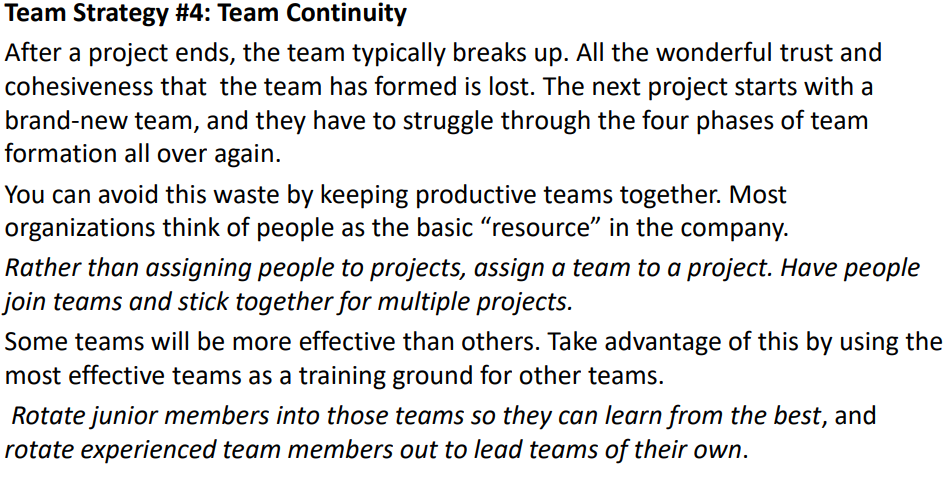 Team Strategy #4: Team Continuity
After a project ends, the team typically breaks up. All the wonderful trust and
cohesiveness that  the team has formed is lost. The next project starts with a
brand-new team, and they have to struggle through the four phases of team
formation all over again.
You can avoid this waste by keeping productive teams together. Most
organizations think of people as the basic “resource” in the company.
Rather than assigning people to projects, assign a team to a project. Have people
join teams and stick together for multiple projects.
Some teams will be more effective than others. Take advantage of this by using the
most effective teams as a training ground for other teams.
Rotate junior members into those teams so they can learn from the best, and
rotate experienced team members out to lead teams of their own.